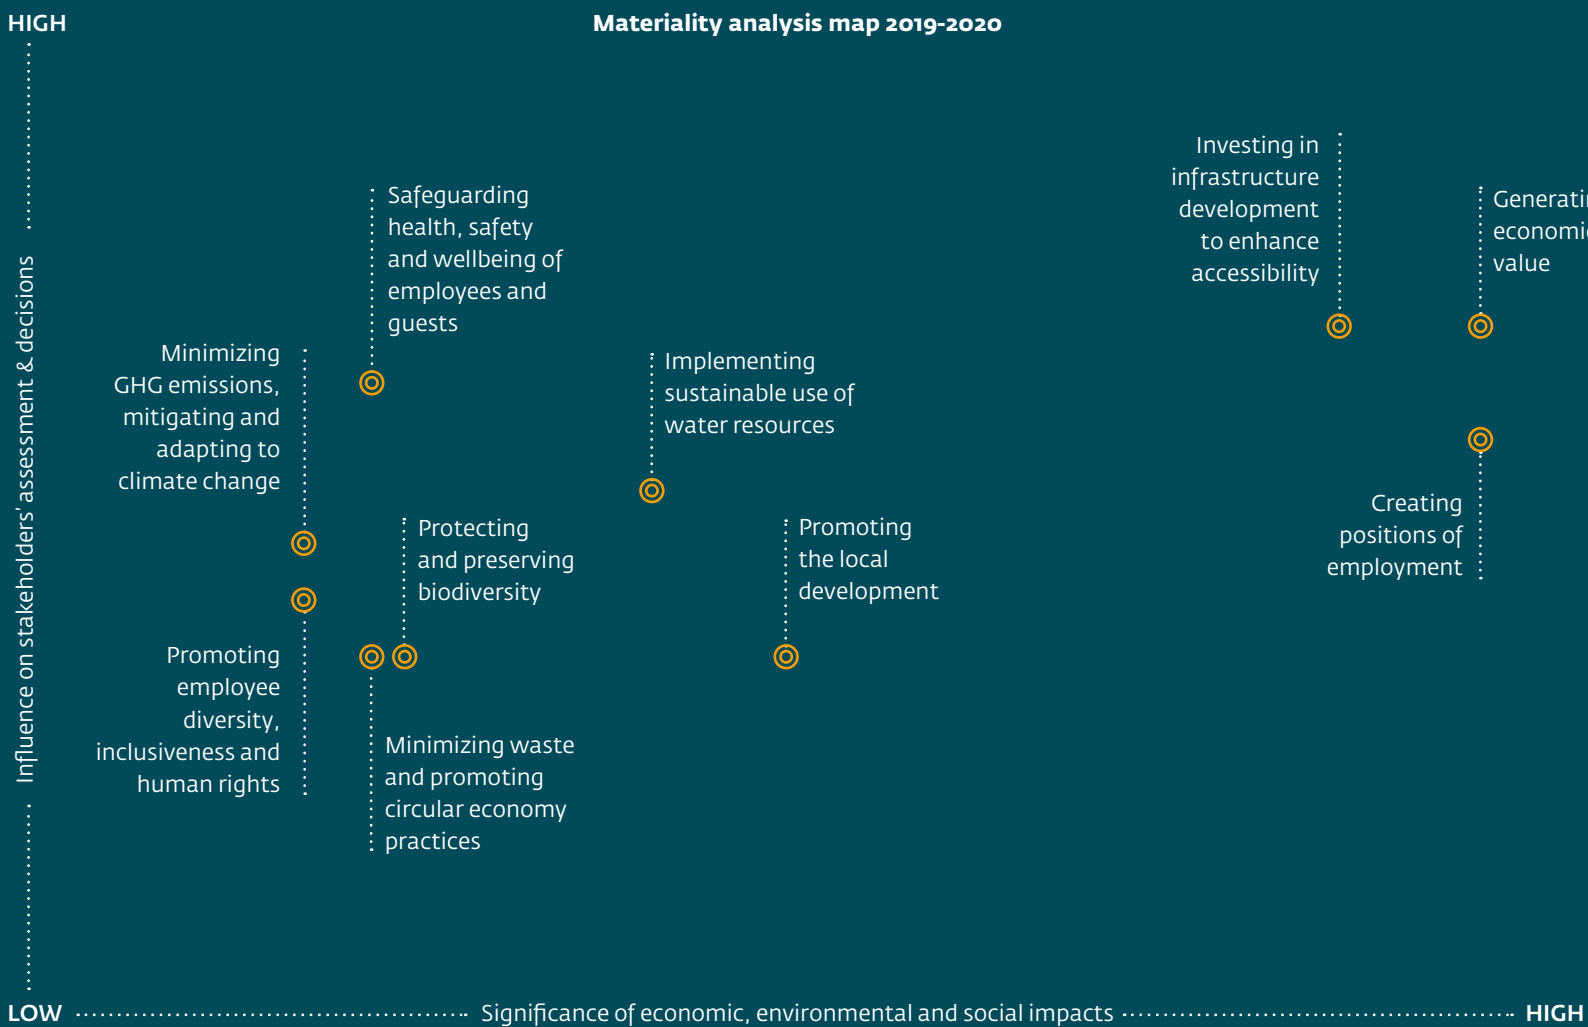 HIGH
Materiality analysis map 2019-2020
Influence on stakeholders' assessment & decisions
Investing in
infrastructure
development
to enhance
accessibility
economic
value
Safeguarding
health, safety
and wellbeing of
employees and
guests
Minimizing
GHG emissions,
mitigating and
adapting to
climate change
Implementing
sustainable use of
water resources
Creating
positions of
employment
Protecting
and preserving
biodiversity
Promoting
the local
development
Promoting
employee
diversity,
inclusiveness and
human rights
Minimizing waste
and promoting
circular economy
practices
LOW
Significance of economic, environmental and social impacts
HIGH